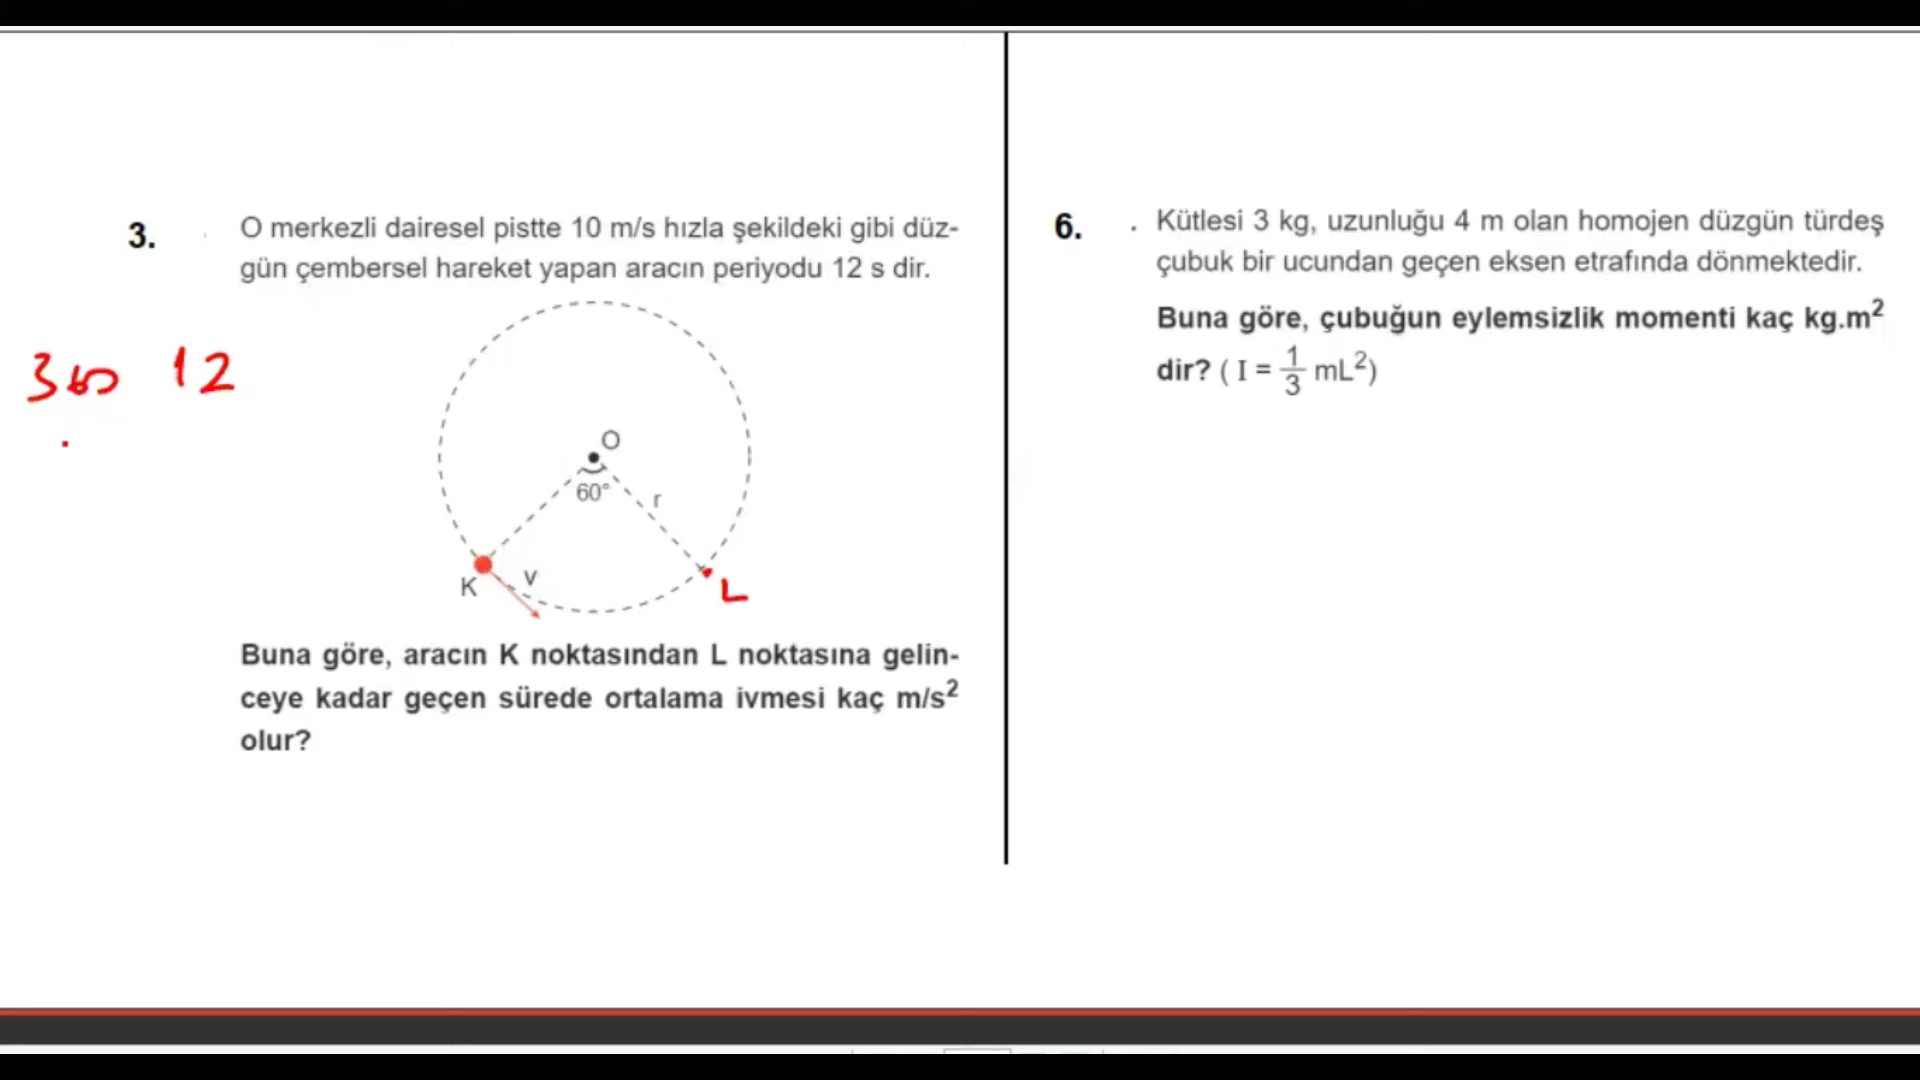 3. O merkezli dairesel pistte 10 m/s hızla şekildeki gibi düz-
gün çembersel hareket yapan aracın periyodu 12 s dir.
360 12
O
60°
r
K
v
L
Buna göre, aracın K noktasından L noktasına gelin-
ceye kadar geçen sürede ortalama ivmesi kaç m/s²
olur?
6. Kütlesi 3 kg, uzunluğu 4 m olan homojen düzgün türdeş
çubuk bir ucundan geçen eksen etrafında dönmektedir.
Buna göre, çubuğun eylemsizlik momenti kaç kg.m²
dir? ( I = 1/3 mL²)